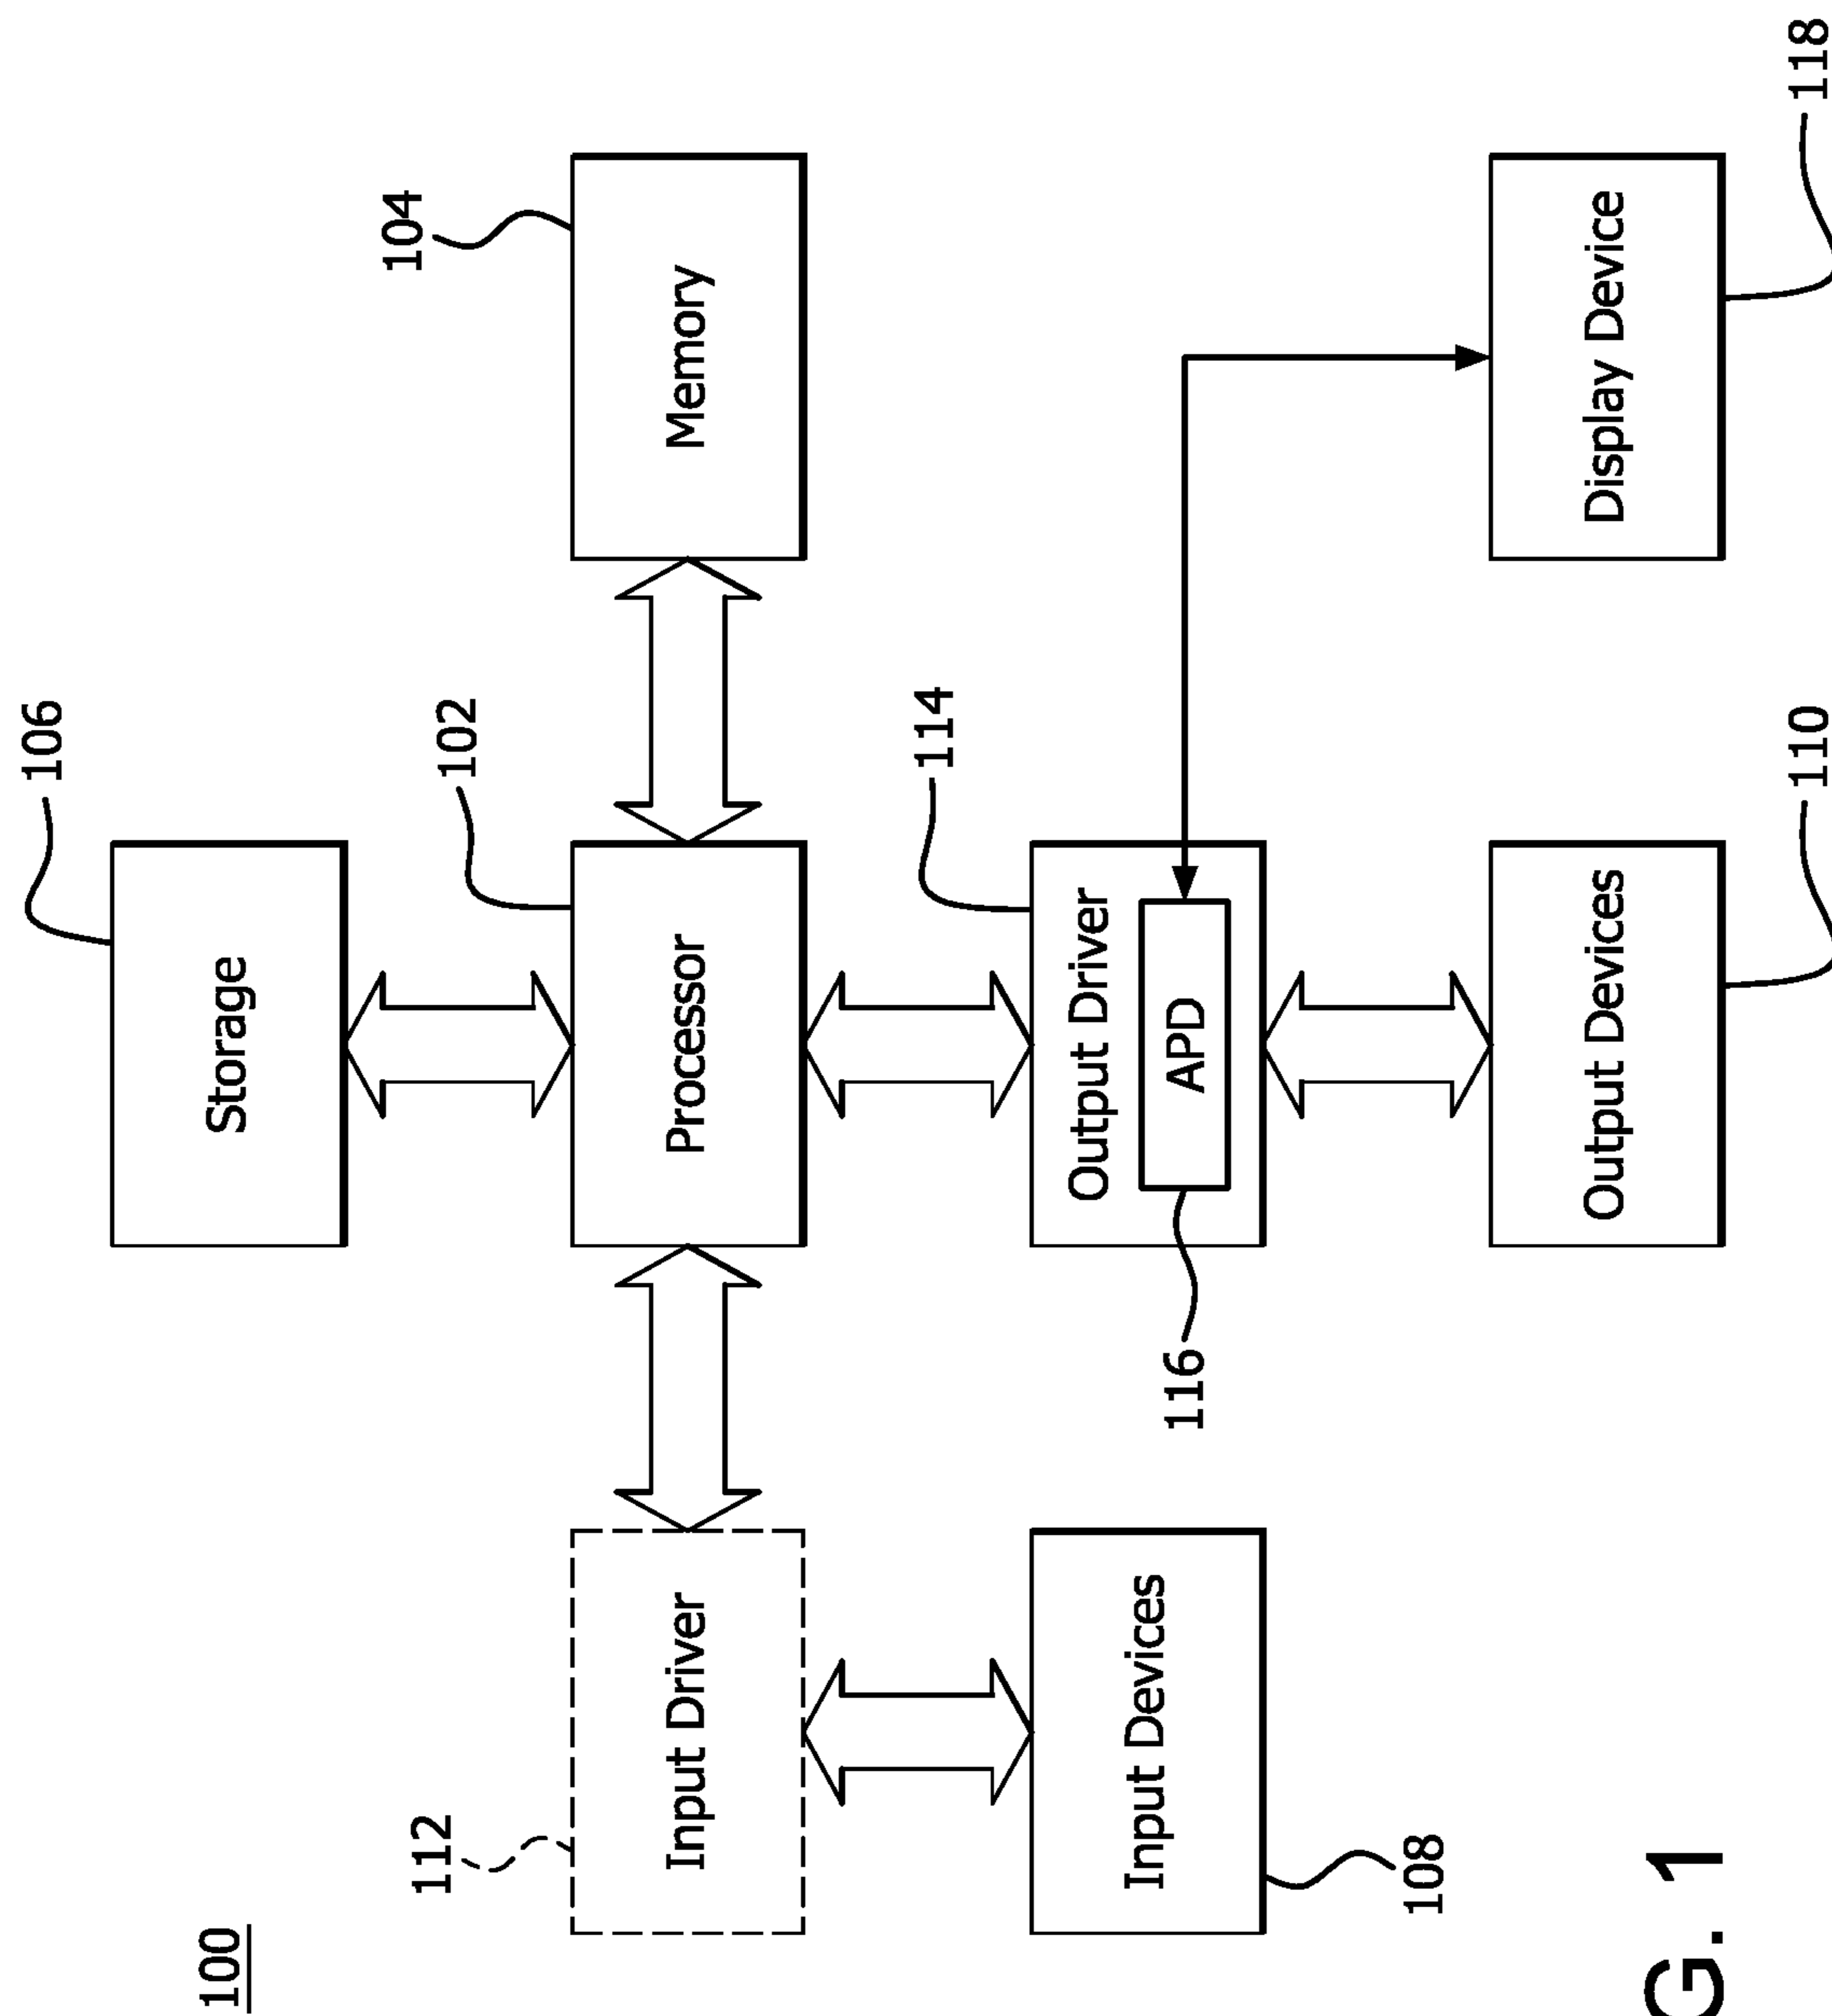 100
106
Storage
112
102
104
Input Driver
Processor
Memory
114
Input Devices
Output Driver
APD
108
116
Output Devices
Display Device
110
118
G. 1